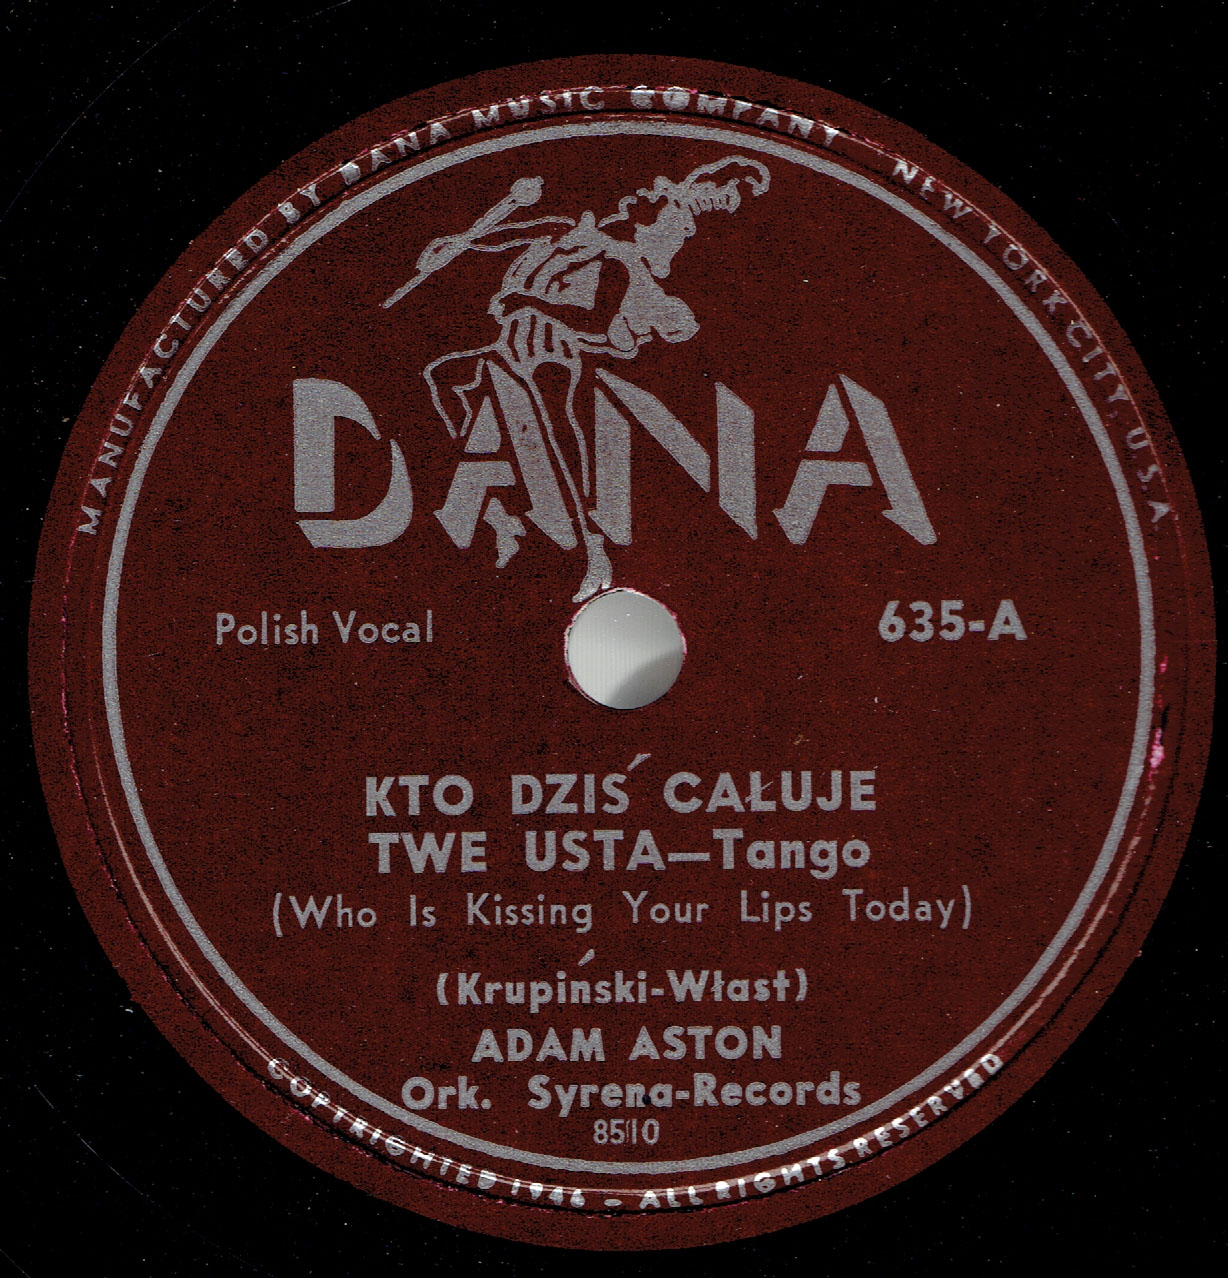 MANUFACTURED BY DANA MUSIC COMPANY NEW YORK CITY, U.S.A
DANA
Polish Vocal
635-A
KTO DZIŚ CAŁUJE
TWE USTA—Tango
(Who Is Kissing Your Lips Today)
(Krupiński-Włast)
ADAM ASTON
Ork. Syrena-Records
8510
COPYRIGHTED 1946 - ALL RIGHTS RESERVED